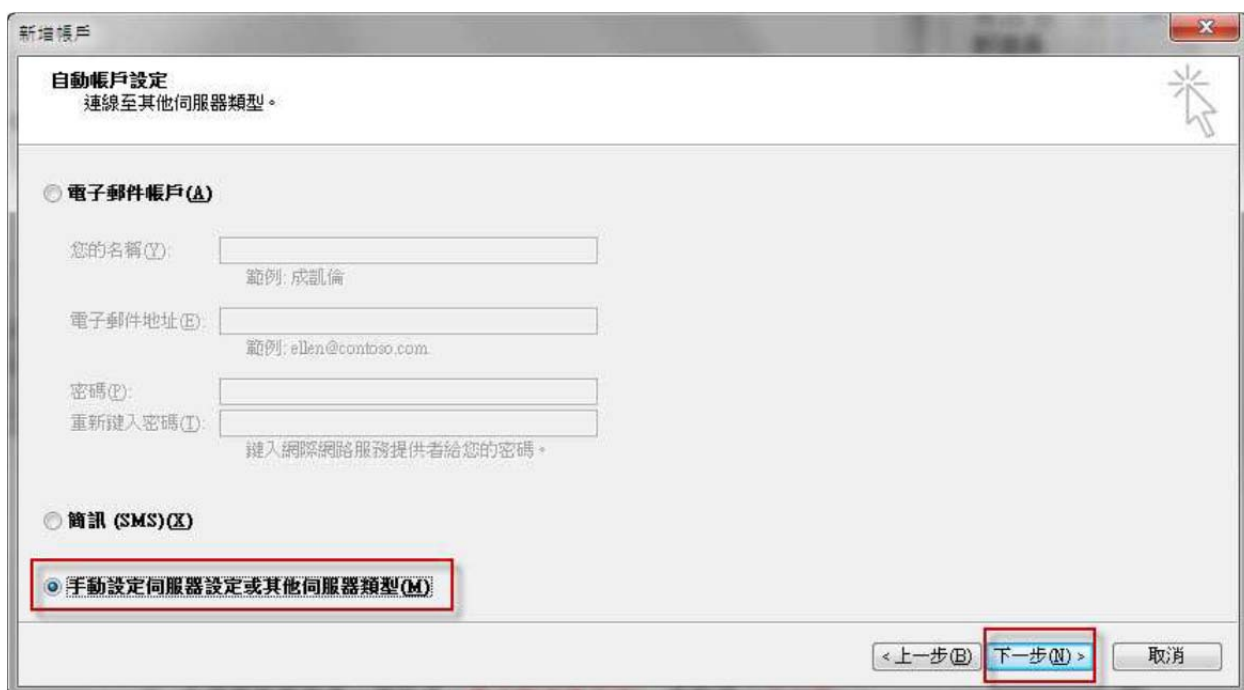 新增帳戶
自動帳戶設定
連線至其他伺服器類型。
電子郵件帳戶(A)
您的名稱(Y):
範例: 成凱倫
電子郵件地址(E):
範例: ellen@contoso.com
密碼(P):
重新鍵入密碼(T):
鍵入網際網路服務提供者給您的密碼。
簡訊 (SMS)(X)
手動設定伺服器設定或其他伺服器類型(M)
<上一步(B) 下一步(N)> 取消